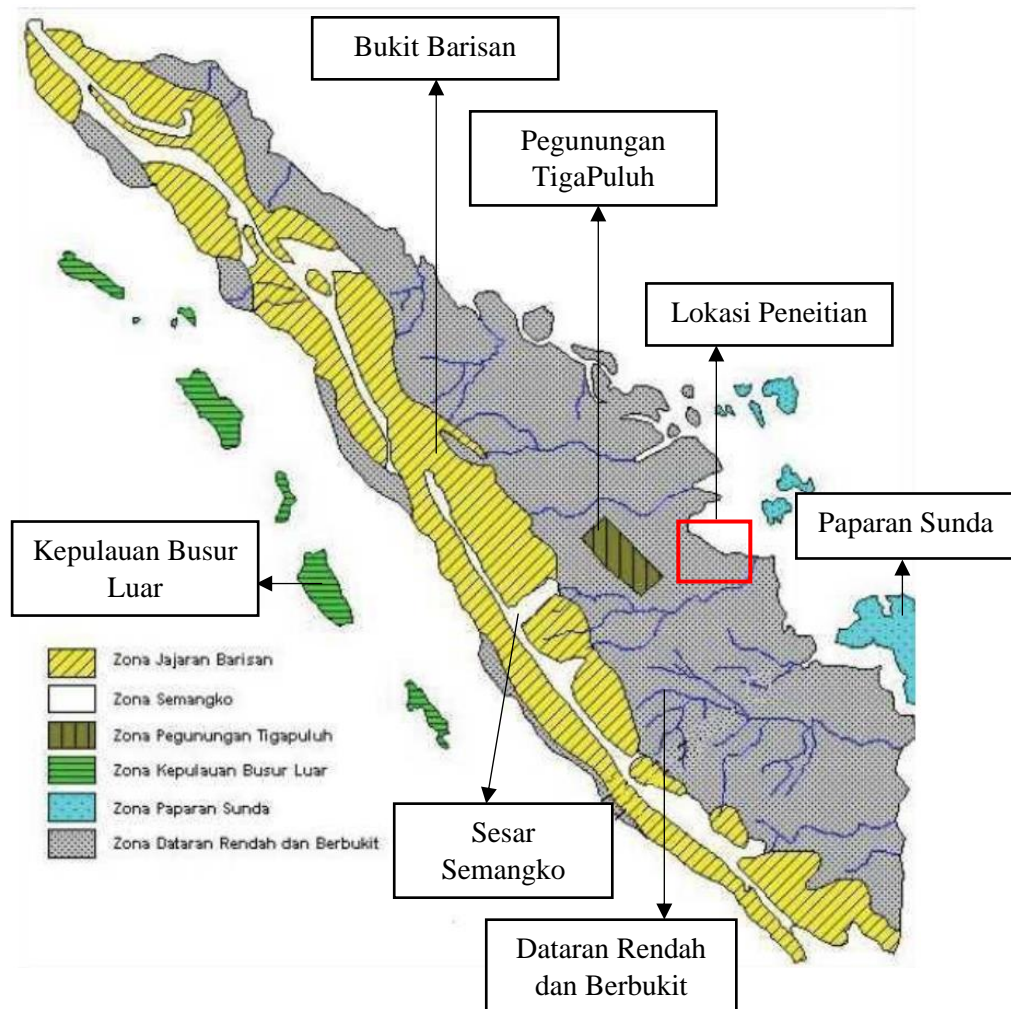 Bukit Barisan
Pegunungan
TigaPuluh
Lokasi Peneitian
Paparan Sunda
Kepulauan Busur
Luar
Zona Jajaran Barisan
Zona Semangko
Zona Pegunungan Tigapuluh
Zona Kepulauan Busur Luar
Zona Paparan Sunda
Zona Dataran Rendah dan Berbukit
Sesar
Semangko
Dataran Rendah
dan Berbukit